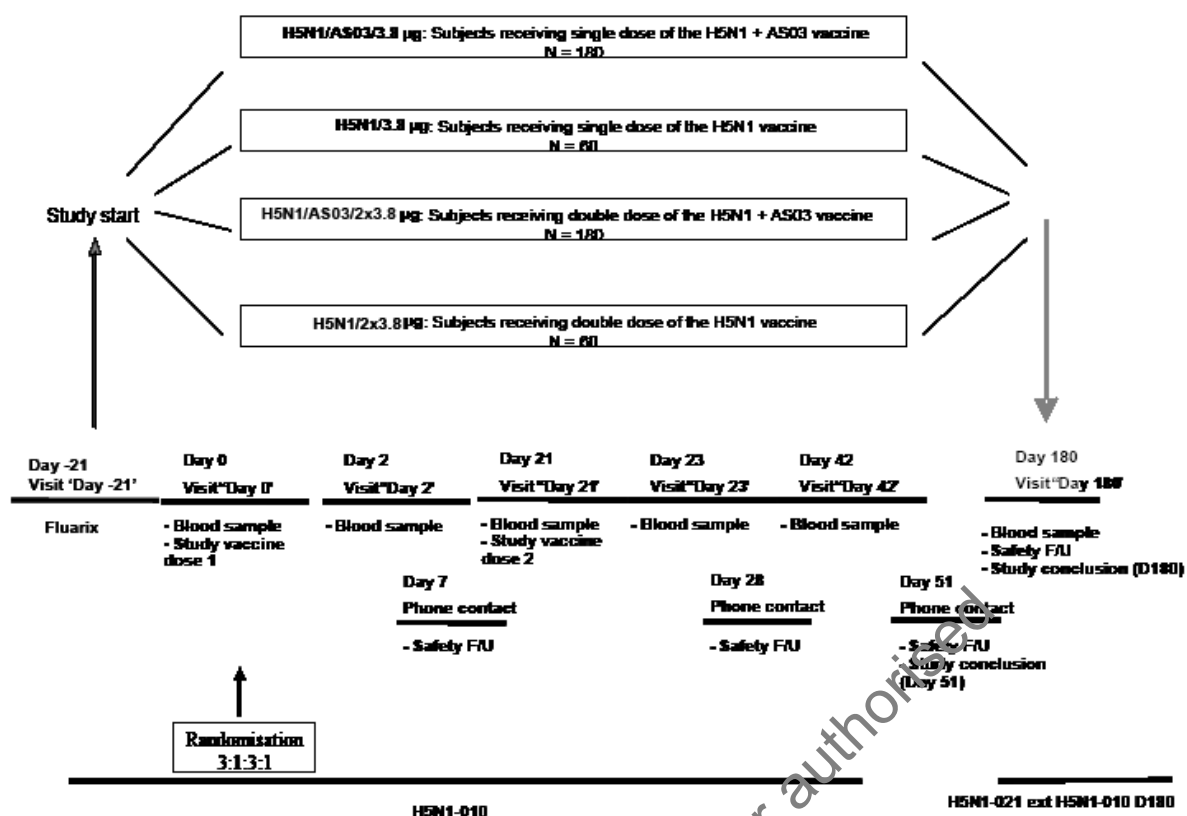 H5N1/AS03/3.8 µg: Subjects receiving single dose of the H5N1 + AS03 vaccine
N = 180
H5N1/3.8 µg: Subjects receiving single dose of the H5N1 vaccine
N = 60
Study start
H5N1/AS03/2x3.8 µg: Subjects receiving double dose of the H5N1 + AS03 vaccine
N = 180
H5N1/2x3.8 µg: Subjects receiving double dose of the H5N1 vaccine
N = 60
Day -21
Visit 'Day -21'
Fluarix
Day 0
Visit"Day 0'
- Blood sample
- Study vaccine
dose 1
Day 2
Visit"Day 2'
- Blood sample
Day 7
Phone contact
- Safety F/U
Day 21
Visit"Day 21'
- Blood sample
- Study vaccine
dose 2
Day 23
Visit"Day 23'
- Blood sample
Day 28
Phone contact
- Safety F/U
Day 42
Visit"Day 42'
- Blood sample
Day 51
Phone contact
- Safety F/U
- Study conclusion
(Day 51)
Day 180
Visit"Day 180'
- Blood sample
- Safety F/U
- Study conclusion (D180)
Randomisation
3:1:3:1
H5N1-010
H5N1-021 ext H5N1-010 D180
authorised